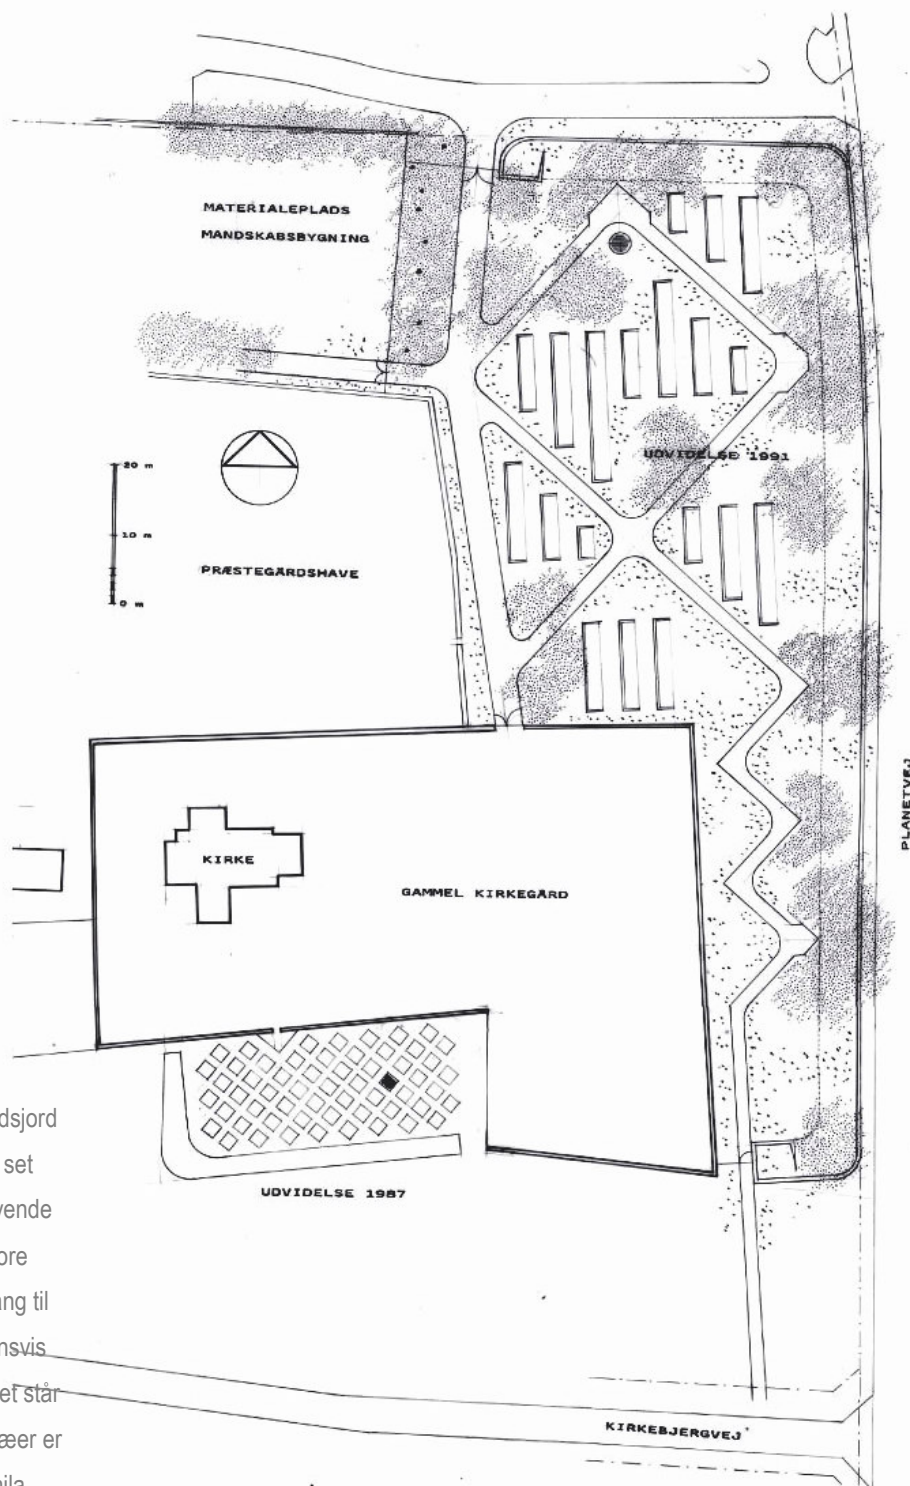 MATERIALEPLADS
MANDSKABSBYGNING
UDVIDELSE 1991
20 m
10 m
0 m
PRÆSTEGÅRDSHAVE
PLANETVEJ
KIRKE
GAMMEL KIRKEGÅRD
UDVIDELSE 1987
KIRKEBJERGVEJ
dsjord
set
vende
ore
ang til
nsvis
et står
æer er